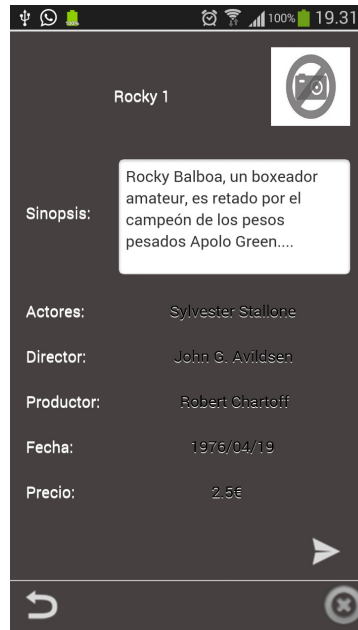 100% 19.31
Rocky 1
Sinopsis:
Rocky Balboa, un boxeador
amateur, es retado por el
campeón de los pesos
pesados Apolo Green....
Actores: Sylvester Stallone
Director: John G. Avildsen
Productor: Robert Chartoff
Fecha: 1976/04/19
Precio: 2.5€